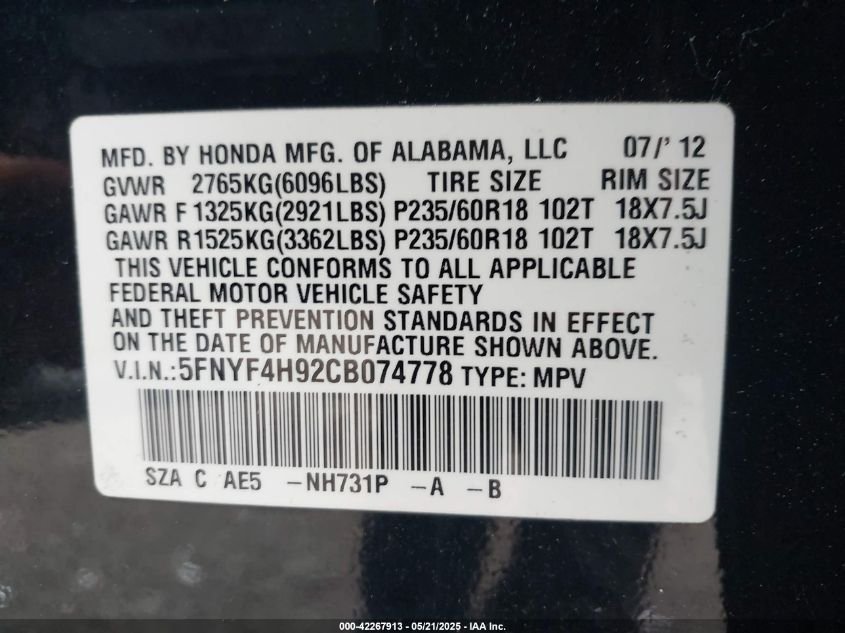 MFD. BY HONDA MFG. OF ALABAMA, LLC 07/' 12
GVWR 2765KG(6096LBS) TIRE SIZE RIM SIZE
GAWR F1325KG(2921LBS) P235/60R18 102T 18X7.5J
GAWR R1525KG(3362LBS) P235/60R18 102T 18X7.5J
THIS VEHICLE CONFORMS TO ALL APPLICABLE
FEDERAL MOTOR VEHICLE SAFETY
AND THEFT PREVENTION STANDARDS IN EFFECT
ON THE DATE OF MANUFACTURE SHOWN ABOVE.
V.I.N.:5FNYF4H92CB074778 TYPE: MPV
SZA C AE5 –NH731P –A –B
000-42267913 - 05/21/2025 - IAA Inc.